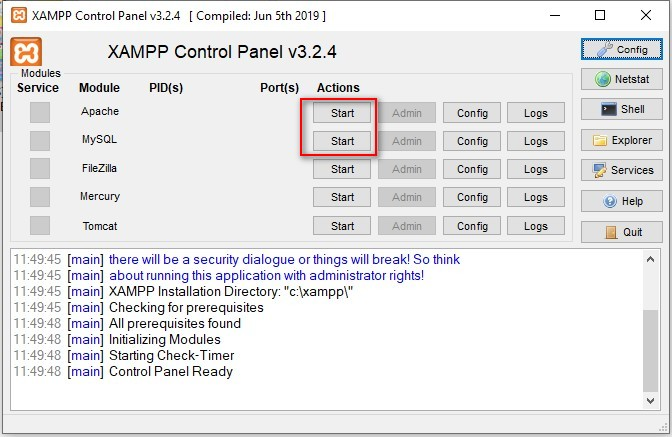 XAMPP Control Panel v3.2.4 [ Compiled: Jun 5th 2019 ]
XAMPP Control Panel v3.2.4
Config
Modules
Service Module PID(s) Port(s) Actions
Netstat
Apache Start Admin Config Logs
Shell
MySQL Start Admin Config Logs
Explorer
FileZilla Start Admin Config Logs
Services
Mercury Start Admin Config Logs
Help
Tomcat Start Admin Config Logs
Quit
11:49:45 [main] there will be a security dialogue or things will break! So think
11:49:45 [main] about running this application with administrator rights!
11:49:45 [main] XAMPP Installation Directory: "c:\xampp\"
11:49:45 [main] Checking for prerequisites
11:49:48 [main] All prerequisites found
11:49:48 [main] Initializing Modules
11:49:48 [main] Starting Check-Timer
11:49:48 [main] Control Panel Ready